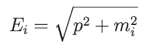 $E_i = \sqrt{p^2 + m_i^2}$